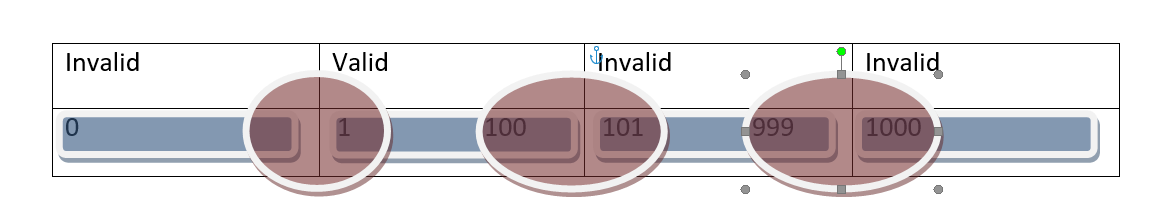 Invalid Valid Invalid Invalid
0 1 100 101 999 1000